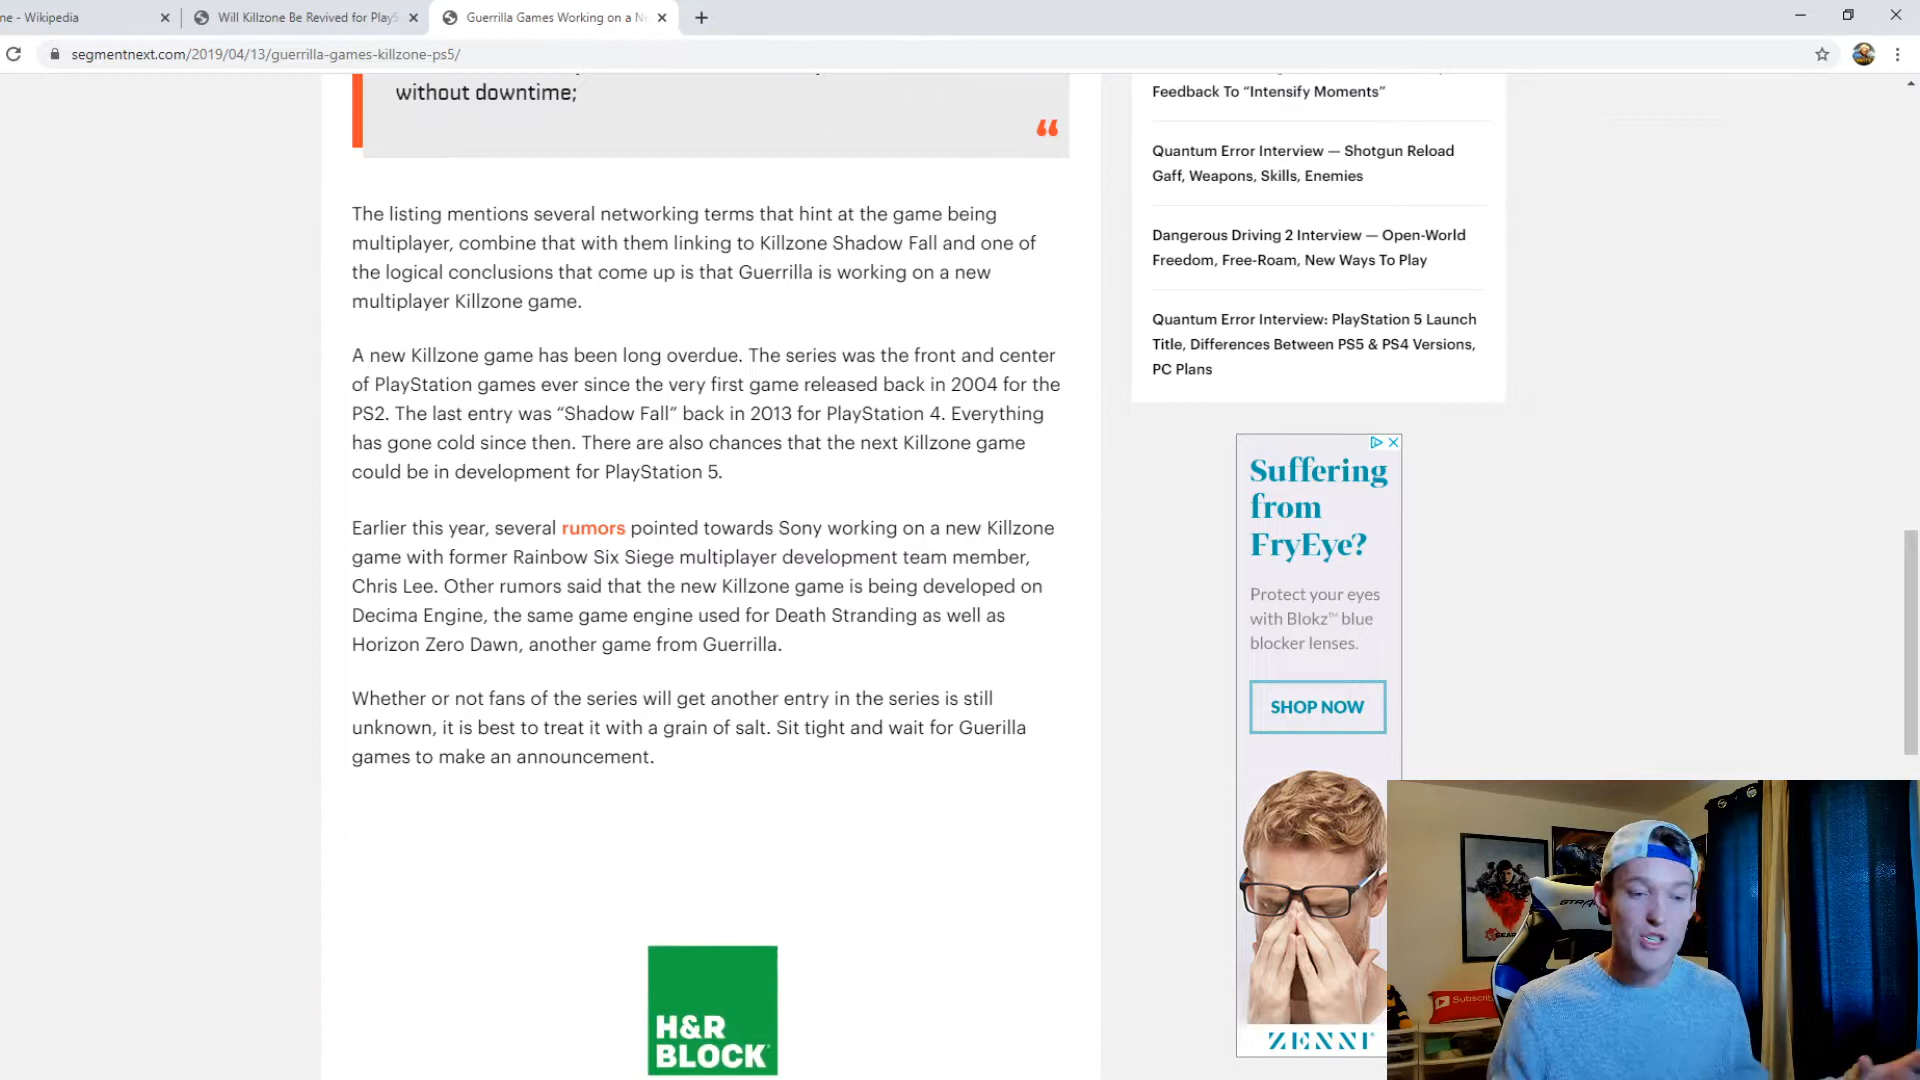 ne - Wikipedia
Will Killzone Be Revived for PlayS
Guerrilla Games Working on a N
segmentnext.com/2019/04/13/guerrilla-games-killzone-ps5/
without downtime;
“
The listing mentions several networking terms that hint at the game being
multiplayer, combine that with them linking to Killzone Shadow Fall and one of
the logical conclusions that come up is that Guerrilla is working on a new
multiplayer Killzone game.
A new Killzone game has been long overdue. The series was the front and center
of PlayStation games ever since the very first game released back in 2004 for the
PS2. The last entry was “Shadow Fall” back in 2013 for PlayStation 4. Everything
has gone cold since then. There are also chances that the next Killzone game
could be in development for PlayStation 5.
Earlier this year, several rumors pointed towards Sony working on a new Killzone
game with former Rainbow Six Siege multiplayer development team member,
Chris Lee. Other rumors said that the new Killzone game is being developed on
Decima Engine, the same game engine used for Death Stranding as well as
Horizon Zero Dawn, another game from Guerrilla.
Whether or not fans of the series will get another entry in the series is still
unknown, it is best to treat it with a grain of salt. Sit tight and wait for Guerilla
games to make an announcement.
H&R
BLOCK
Feedback To “Intensify Moments”
Quantum Error Interview — Shotgun Reload
Gaff, Weapons, Skills, Enemies
Dangerous Driving 2 Interview — Open-World
Freedom, Free-Roam, New Ways To Play
Quantum Error Interview: PlayStation 5 Launch
Title, Differences Between PS5 & PS4 Versions,
PC Plans
Suffering
from
FryEye?
Protect your eyes
with Blokz™ blue
blocker lenses.
SHOP NOW
ZENNI
GEAR
GTRA
Subscri